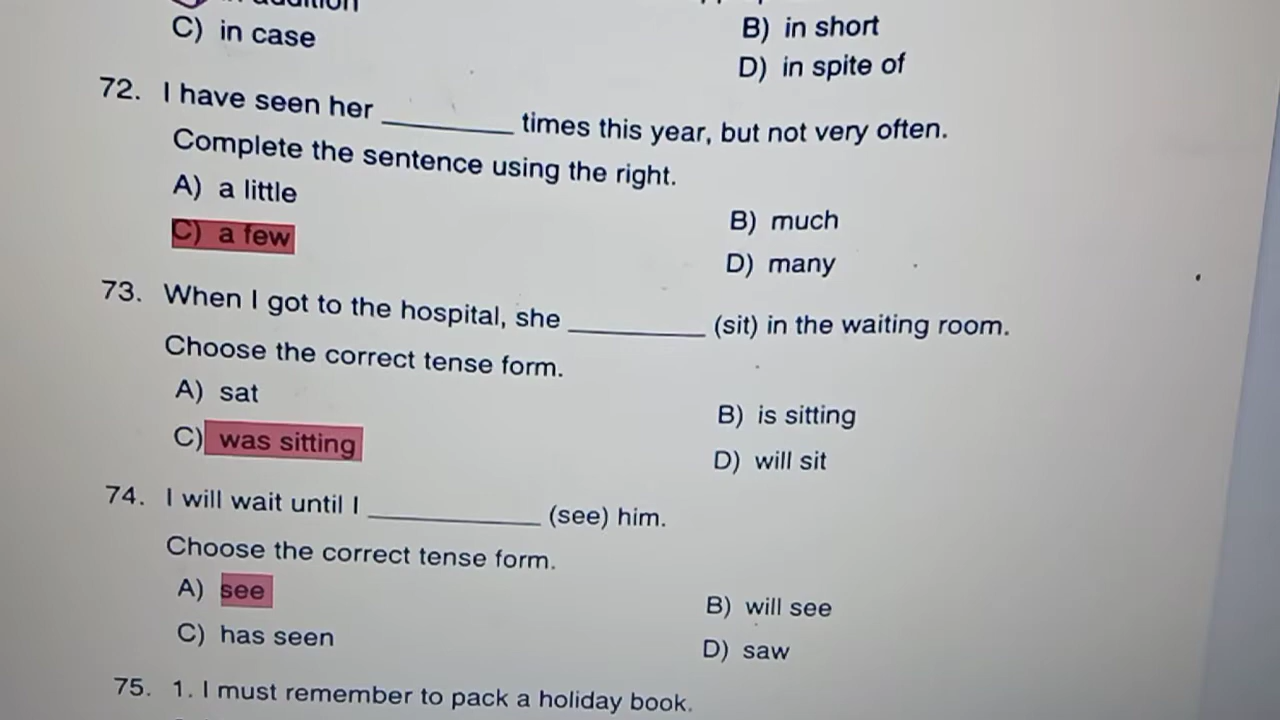 in addition
C) in case
B) in short
D) in spite of
72. I have seen her ________ times this year, but not very often.
Complete the sentence using the right.
A) a little
B) much
C) a few
D) many
73. When I got to the hospital, she ________ (sit) in the waiting room.
Choose the correct tense form.
A) sat
B) is sitting
C) was sitting
D) will sit
74. I will wait until I ________ (see) him.
Choose the correct tense form.
A) see
B) will see
C) has seen
D) saw
75. 1. I must remember to pack a holiday book.